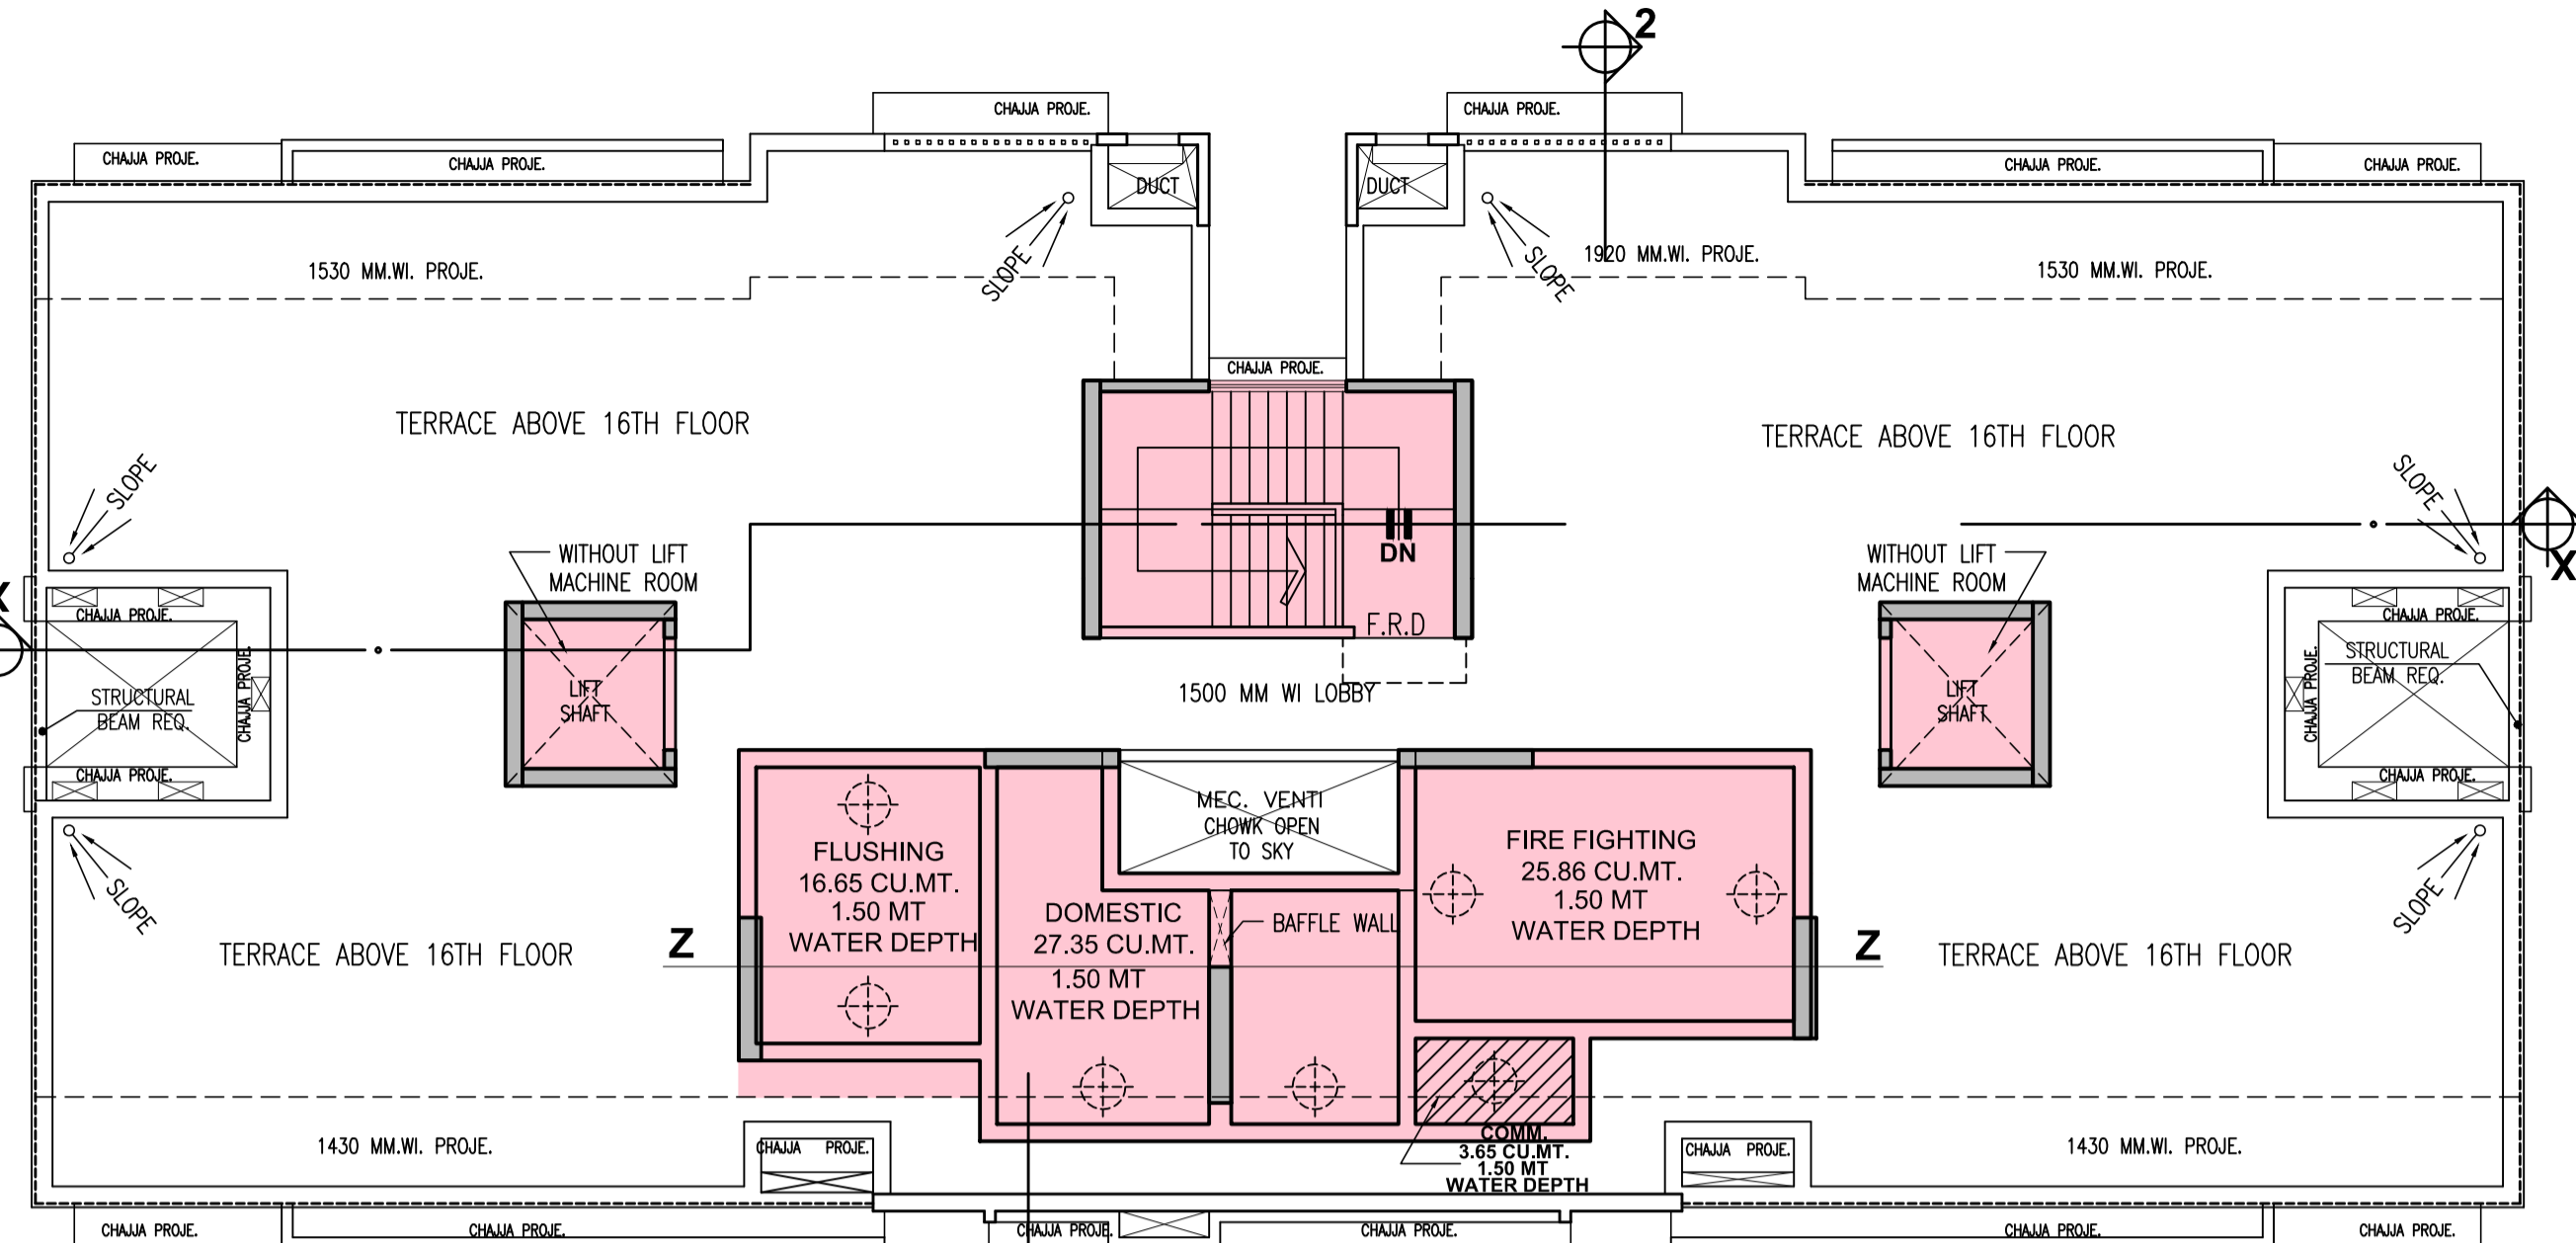 2
CHAJJA PROJE.
CHAJJA PROJE.
CHAJJA PROJE.
CHAJJA PROJE.
CHAJJA PROJE.
CHAJJA PROJE.
DUCT
DUCT
SLOPE
SLOPE
1530 MM.WI. PROJE.
1920 MM.WI. PROJE.
1530 MM.WI. PROJE.
CHAJJA PROJE.
TERRACE ABOVE 16TH FLOOR
TERRACE ABOVE 16TH FLOOR
SLOPE
SLOPE
WITHOUT LIFT
MACHINE ROOM
DN
WITHOUT LIFT
MACHINE ROOM
X
X
CHAJJA PROJE.
CHAJJA PROJE.
STRUCTURAL
BEAM REQ.
CHAJJA PROJE.
LIFT
SHAFT
F.R.D
1500 MM WI LOBBY
LIFT
SHAFT
CHAJJA PROJE.
CHAJJA PROJE.
STRUCTURAL
BEAM REQ.
CHAJJA PROJE.
MEC. VENTI
CHOWK OPEN
TO SKY
FLUSHING
16.65 CU.MT.
1.50 MT
WATER DEPTH
DOMESTIC
27.35 CU.MT.
1.50 MT
WATER DEPTH
BAFFLE WALL
FIRE FIGHTING
25.86 CU.MT.
1.50 MT
WATER DEPTH
SLOPE
SLOPE
Z
Z
TERRACE ABOVE 16TH FLOOR
TERRACE ABOVE 16TH FLOOR
1430 MM.WI. PROJE.
CHAJJA PROJE.
COMM.
3.65 CU.MT.
1.50 MT
WATER DEPTH
CHAJJA PROJE.
1430 MM.WI. PROJE.
CHAJJA PROJE.
CHAJJA PROJE.
CHAJJA PROJE.
CHAJJA PROJE.
CHAJJA PROJE.
CHAJJA PROJE.